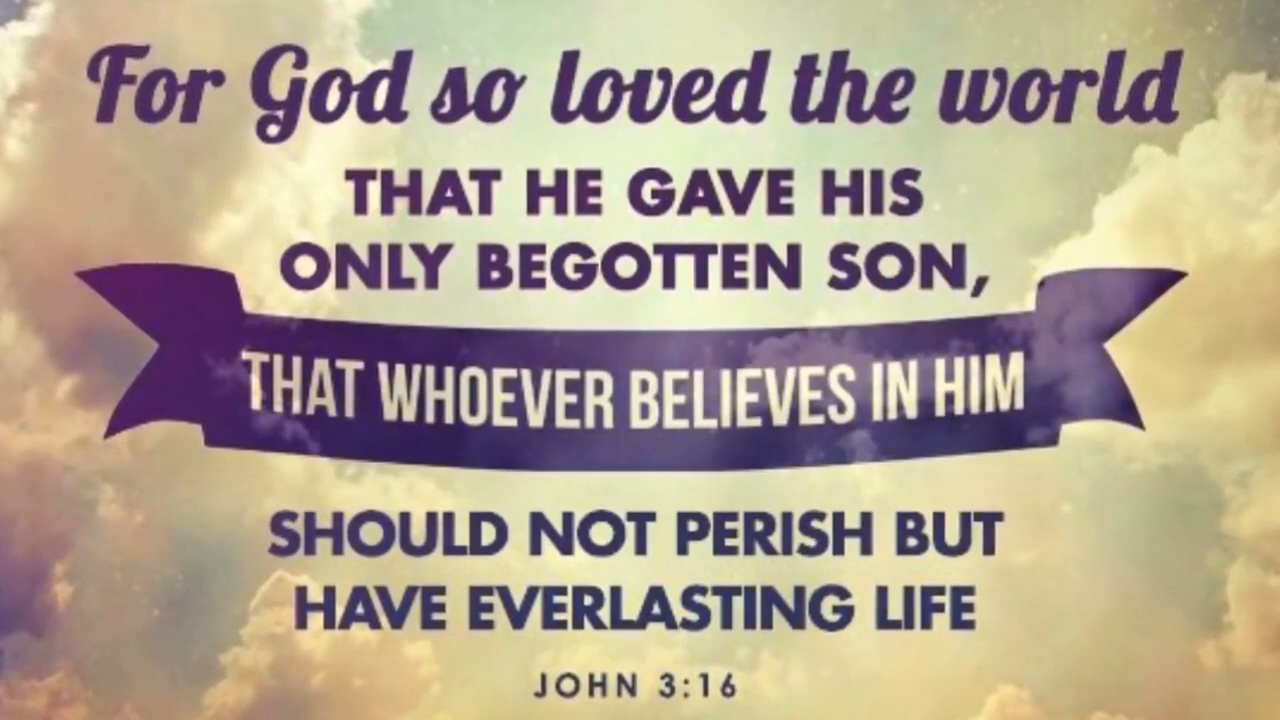 For God so loved the world
THAT HE GAVE HIS
ONLY BEGOTTEN SON,
THAT WHOEVER BELIEVES IN HIM
SHOULD NOT PERISH BUT
HAVE EVERLASTING LIFE
JOHN 3:16